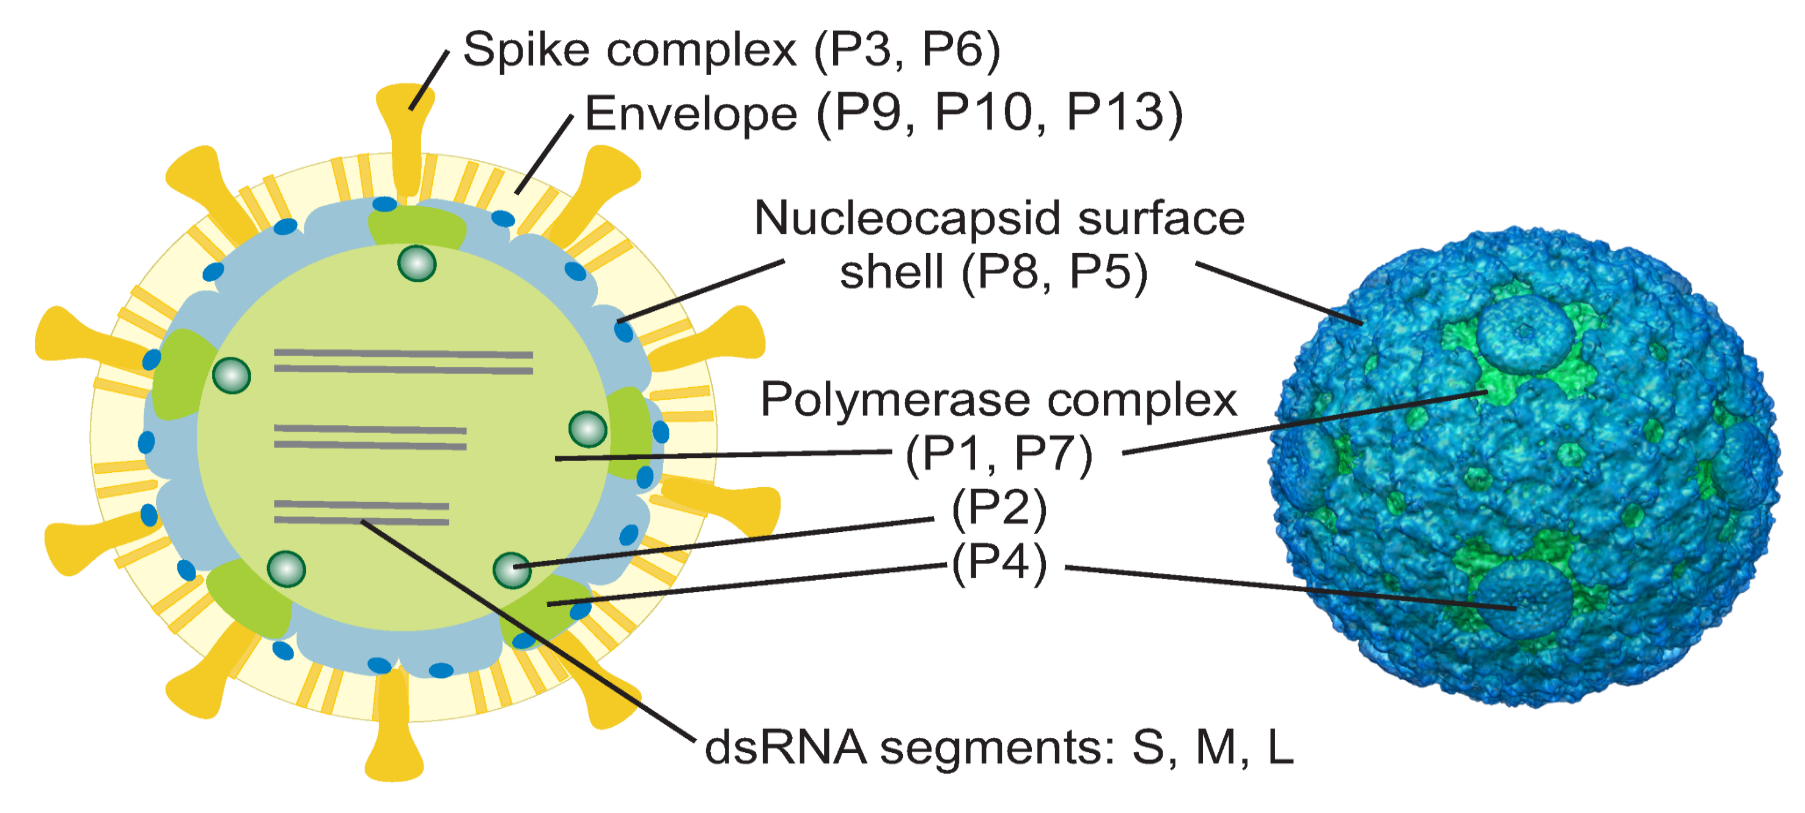 Spike complex (P3, P6)
Envelope (P9, P10, P13)
Nucleocapsid surface
shell (P8, P5)
Polymerase complex
(P1, P7)
(P2)
(P4)
dsRNA segments: S, M, L